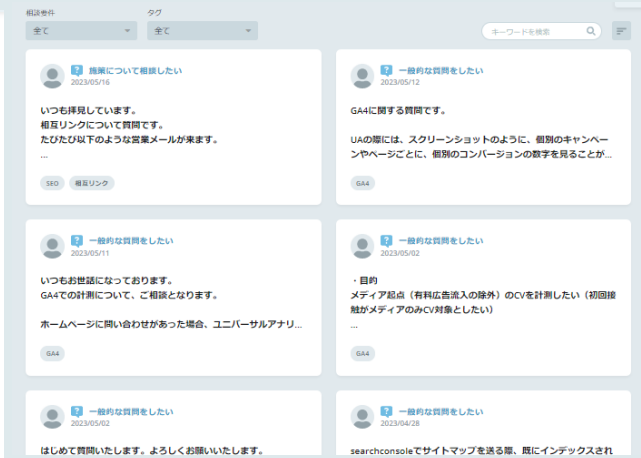 相談要件
タグ
全て
全て
キーワードを検索
施策について相談したい
2023/05/16
いつも拝見しています。
相互リンクについて質問です。
たびたび以下のような営業メールが来ます。
...
SEO
相互リンク
一般的な質問をしたい
2023/05/12
GA4に関する質問です。
UAの際には、スクリーンショットのように、個別のキャンペー
ンやページごとに、個別のコンバージョンの数字を見ることが...
GA4
一般的な質問をしたい
2023/05/11
いつもお世話になっております。
GA4での計測について、ご相談となります。
ホームページに問い合わせがあった場合、ユニバーサルアナリ...
GA4
一般的な質問をしたい
2023/05/02
・目的
メディア起点（有料広告流入の除外）のCVを計測したい（初回接
触がメディアのみCV対象としたい）
...
GA4
一般的な質問をしたい
2023/05/02
はじめて質問いたします。よろしくお願いいたします。
一般的な質問をしたい
2023/04/28
searchconsoleでサイトマップを送る際、既にインデックスされ